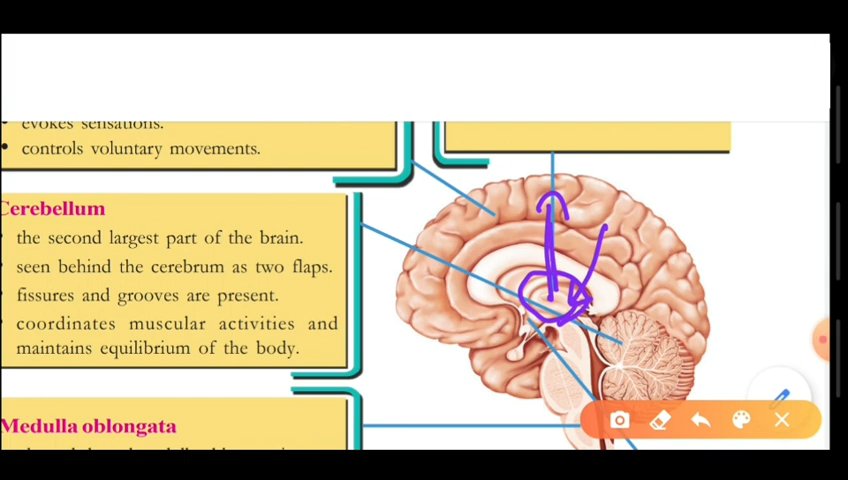 evokes sensations.
• controls voluntary movements.
Cerebellum
the second largest part of the brain.
seen behind the cerebrum as two flaps.
fissures and grooves are present.
coordinates muscular activities and
maintains equilibrium of the body.
Medulla oblongata